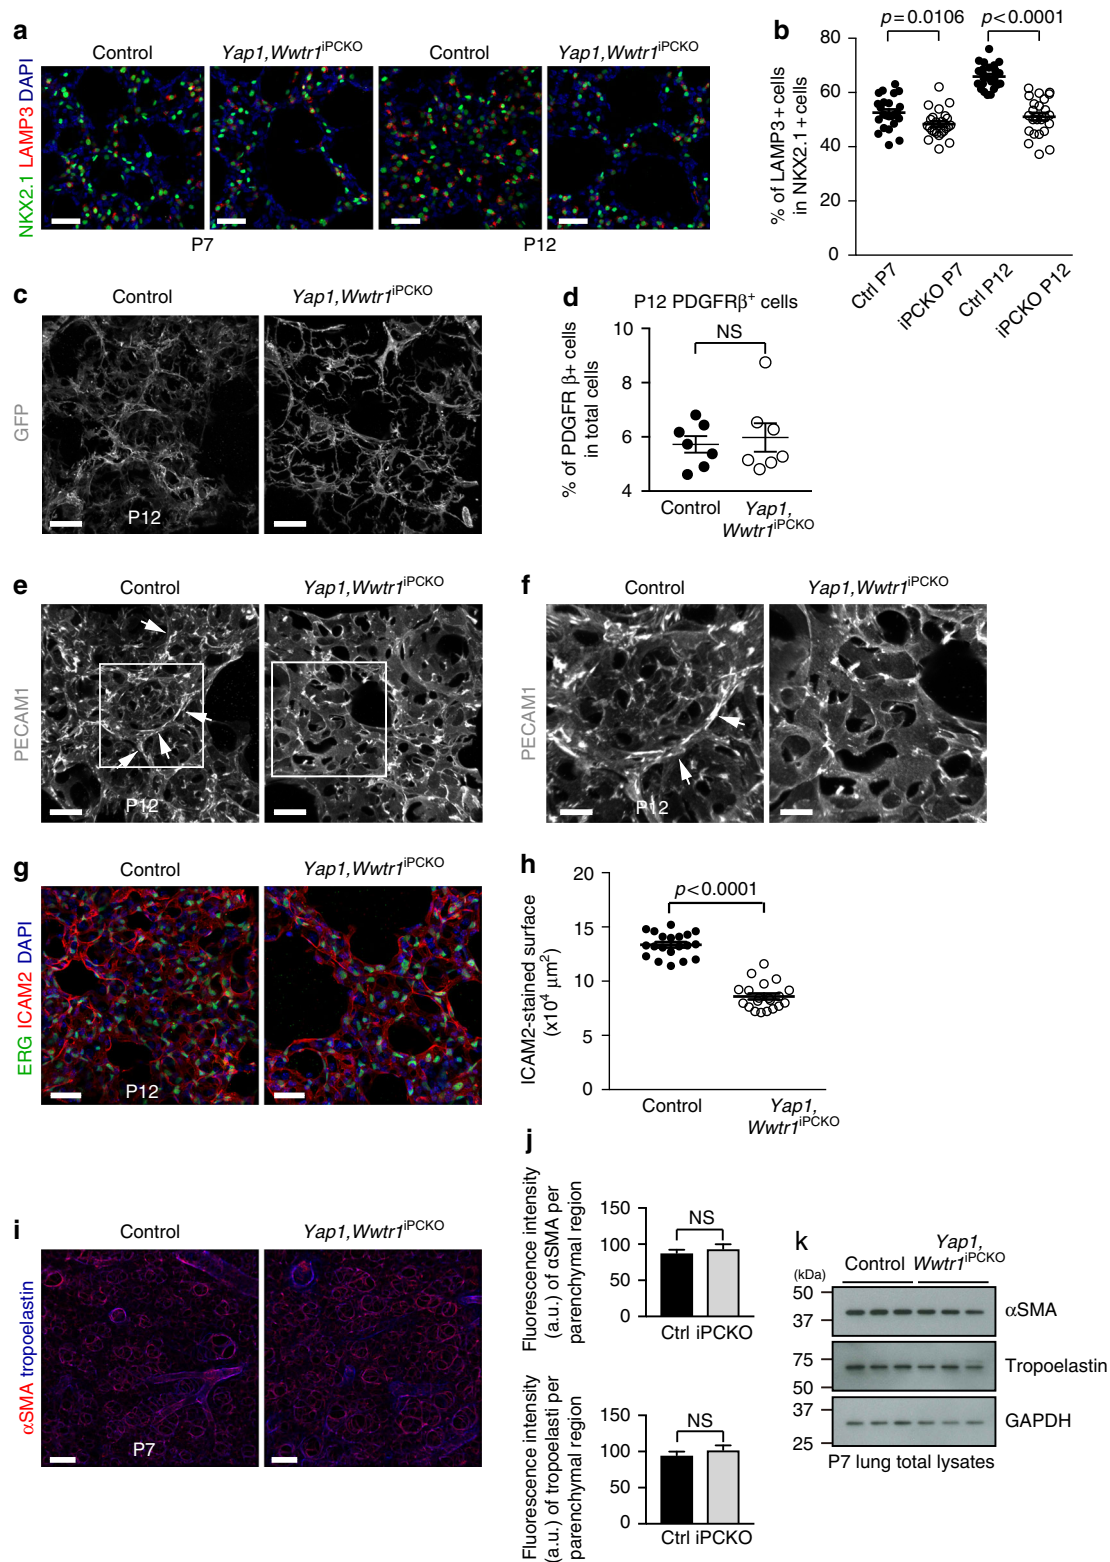 a
Control
Yap1,Wwtr1iPCKO
Control
Yap1,Wwtr1iPCKO
NKX2.1 LAMP3 DAPI
P7
P12
b
p=0.0106
p<0.0001
% of LAMP3+ cells
in NKX2.1+ cells
80
60
40
20
0
Ctrl P7
iPCKO P7
Ctrl P12
iPCKO P12
c
Control
Yap1,Wwtr1iPCKO
GFP
P12
d
P12 PDGFRβ+ cells
NS
% of PDGFR β+ cells
in total cells
10
8
6
4
Control
Yap1,
Wwtr1iPCKO
e
Control
Yap1,Wwtr1iPCKO
PECAM1
P12
f
Control
Yap1,Wwtr1iPCKO
PECAM1
P12
g
Control
Yap1,Wwtr1iPCKO
ERG ICAM2 DAPI
P12
h
p<0.0001
ICAM2-stained surface
(x10⁴ μm²)
20
15
10
5
0
Control
Yap1,
Wwtr1iPCKO
i
Control
Yap1,Wwtr1iPCKO
αSMA tropoelastin
P7
j
Fluorescence intensity
(a.u.) of αSMA per
parenchymal region
150
100
50
0
NS
Ctrl iPCKO
Fluorescence intensity
(a.u.) of tropoelasti per
parenchymal region
150
100
50
0
NS
Ctrl iPCKO
k
Control
Yap1,
Wwtr1iPCKO
(kDa)
50
37
αSMA
75
50
Tropoelastin
37
25
GAPDH
P7 lung total lysates